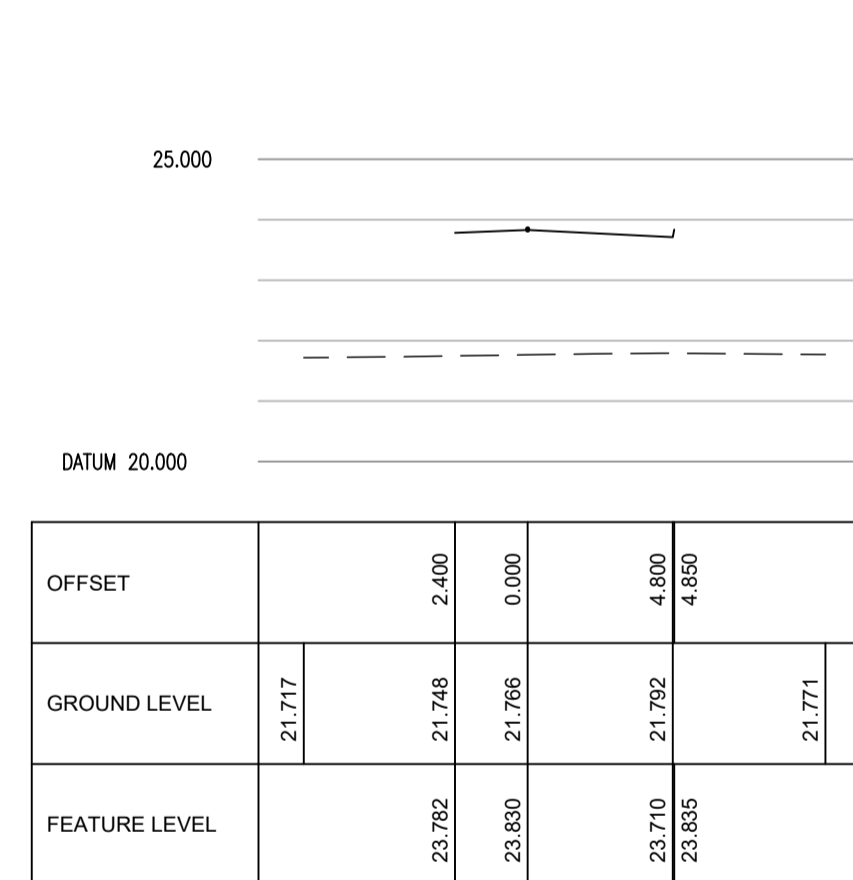 25.000
DATUM 20.000
OFFSET 2.400 0.000 4.800 4.850
GROUND LEVEL 21.717 21.748 21.766 21.792 21.771
FEATURE LEVEL 23.782 23.830 23.710 23.835